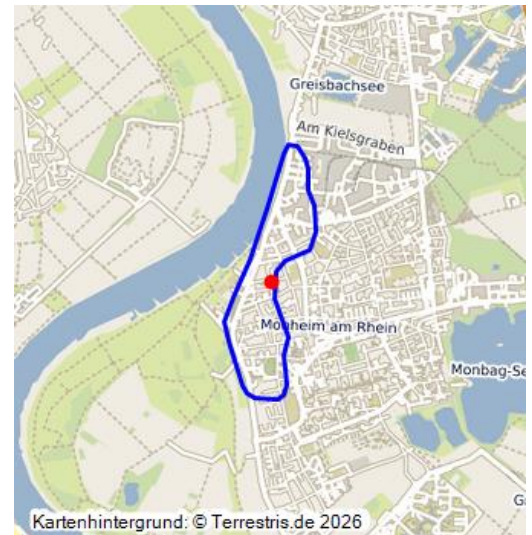 Greisbachsee
Am Kielsgraben
Monheim am Rhein
Monbag-Se
G
Kartenhintergrund: © Terrestris.de 2026